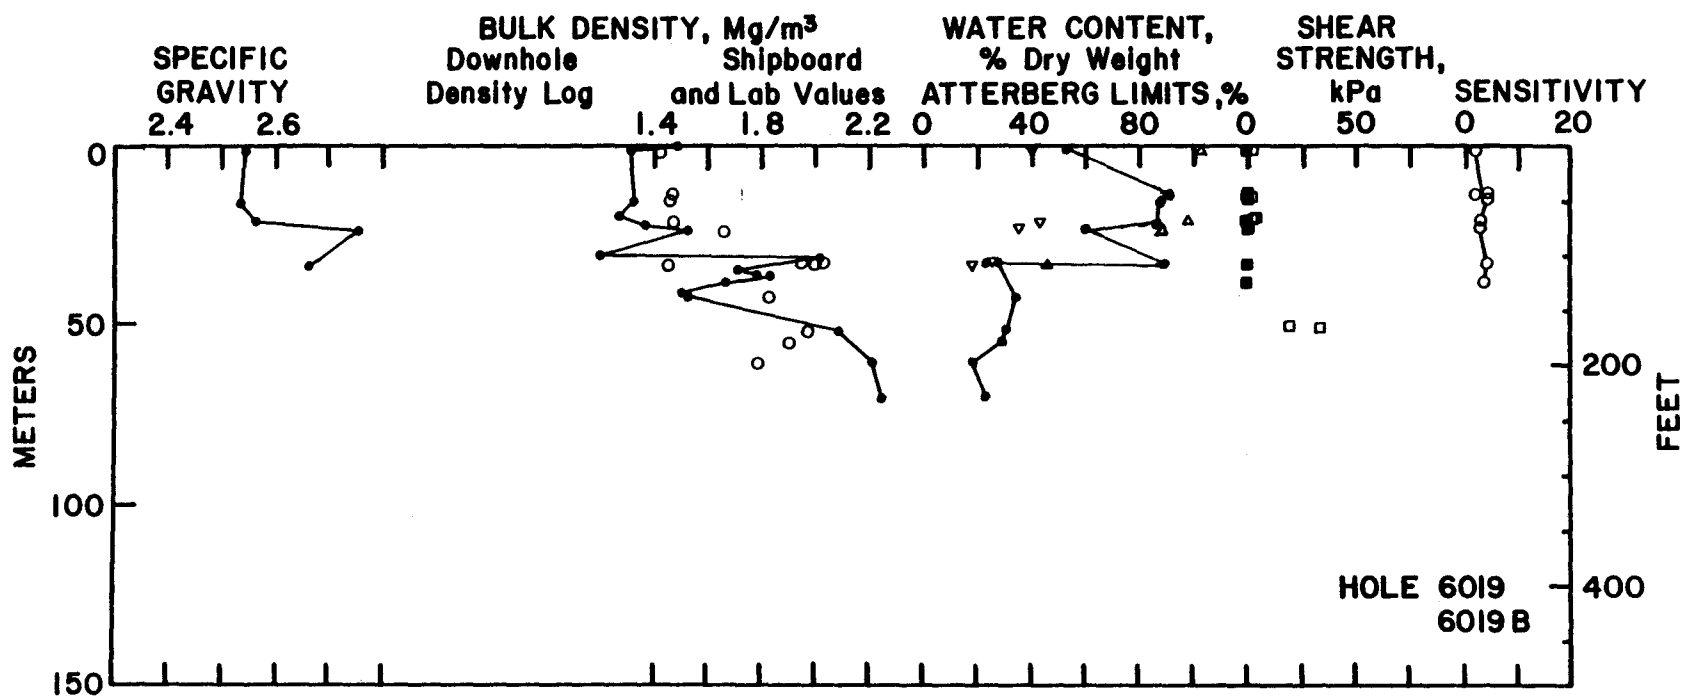 BULK DENSITY, Mg/m³
WATER CONTENT,
SHEAR
SPECIFIC
Downhole
Shipboard
% Dry Weight
STRENGTH,
GRAVITY
Density Log
and Lab Values
ATTERBERG LIMITS,%
kPa
SENSITIVITY
2.4 2.6 1.4 1.8 2.2 0 40 80 0 50 0 20
0
50
METERS
200
FEET
100
HOLE 6019
400
6019 B
150